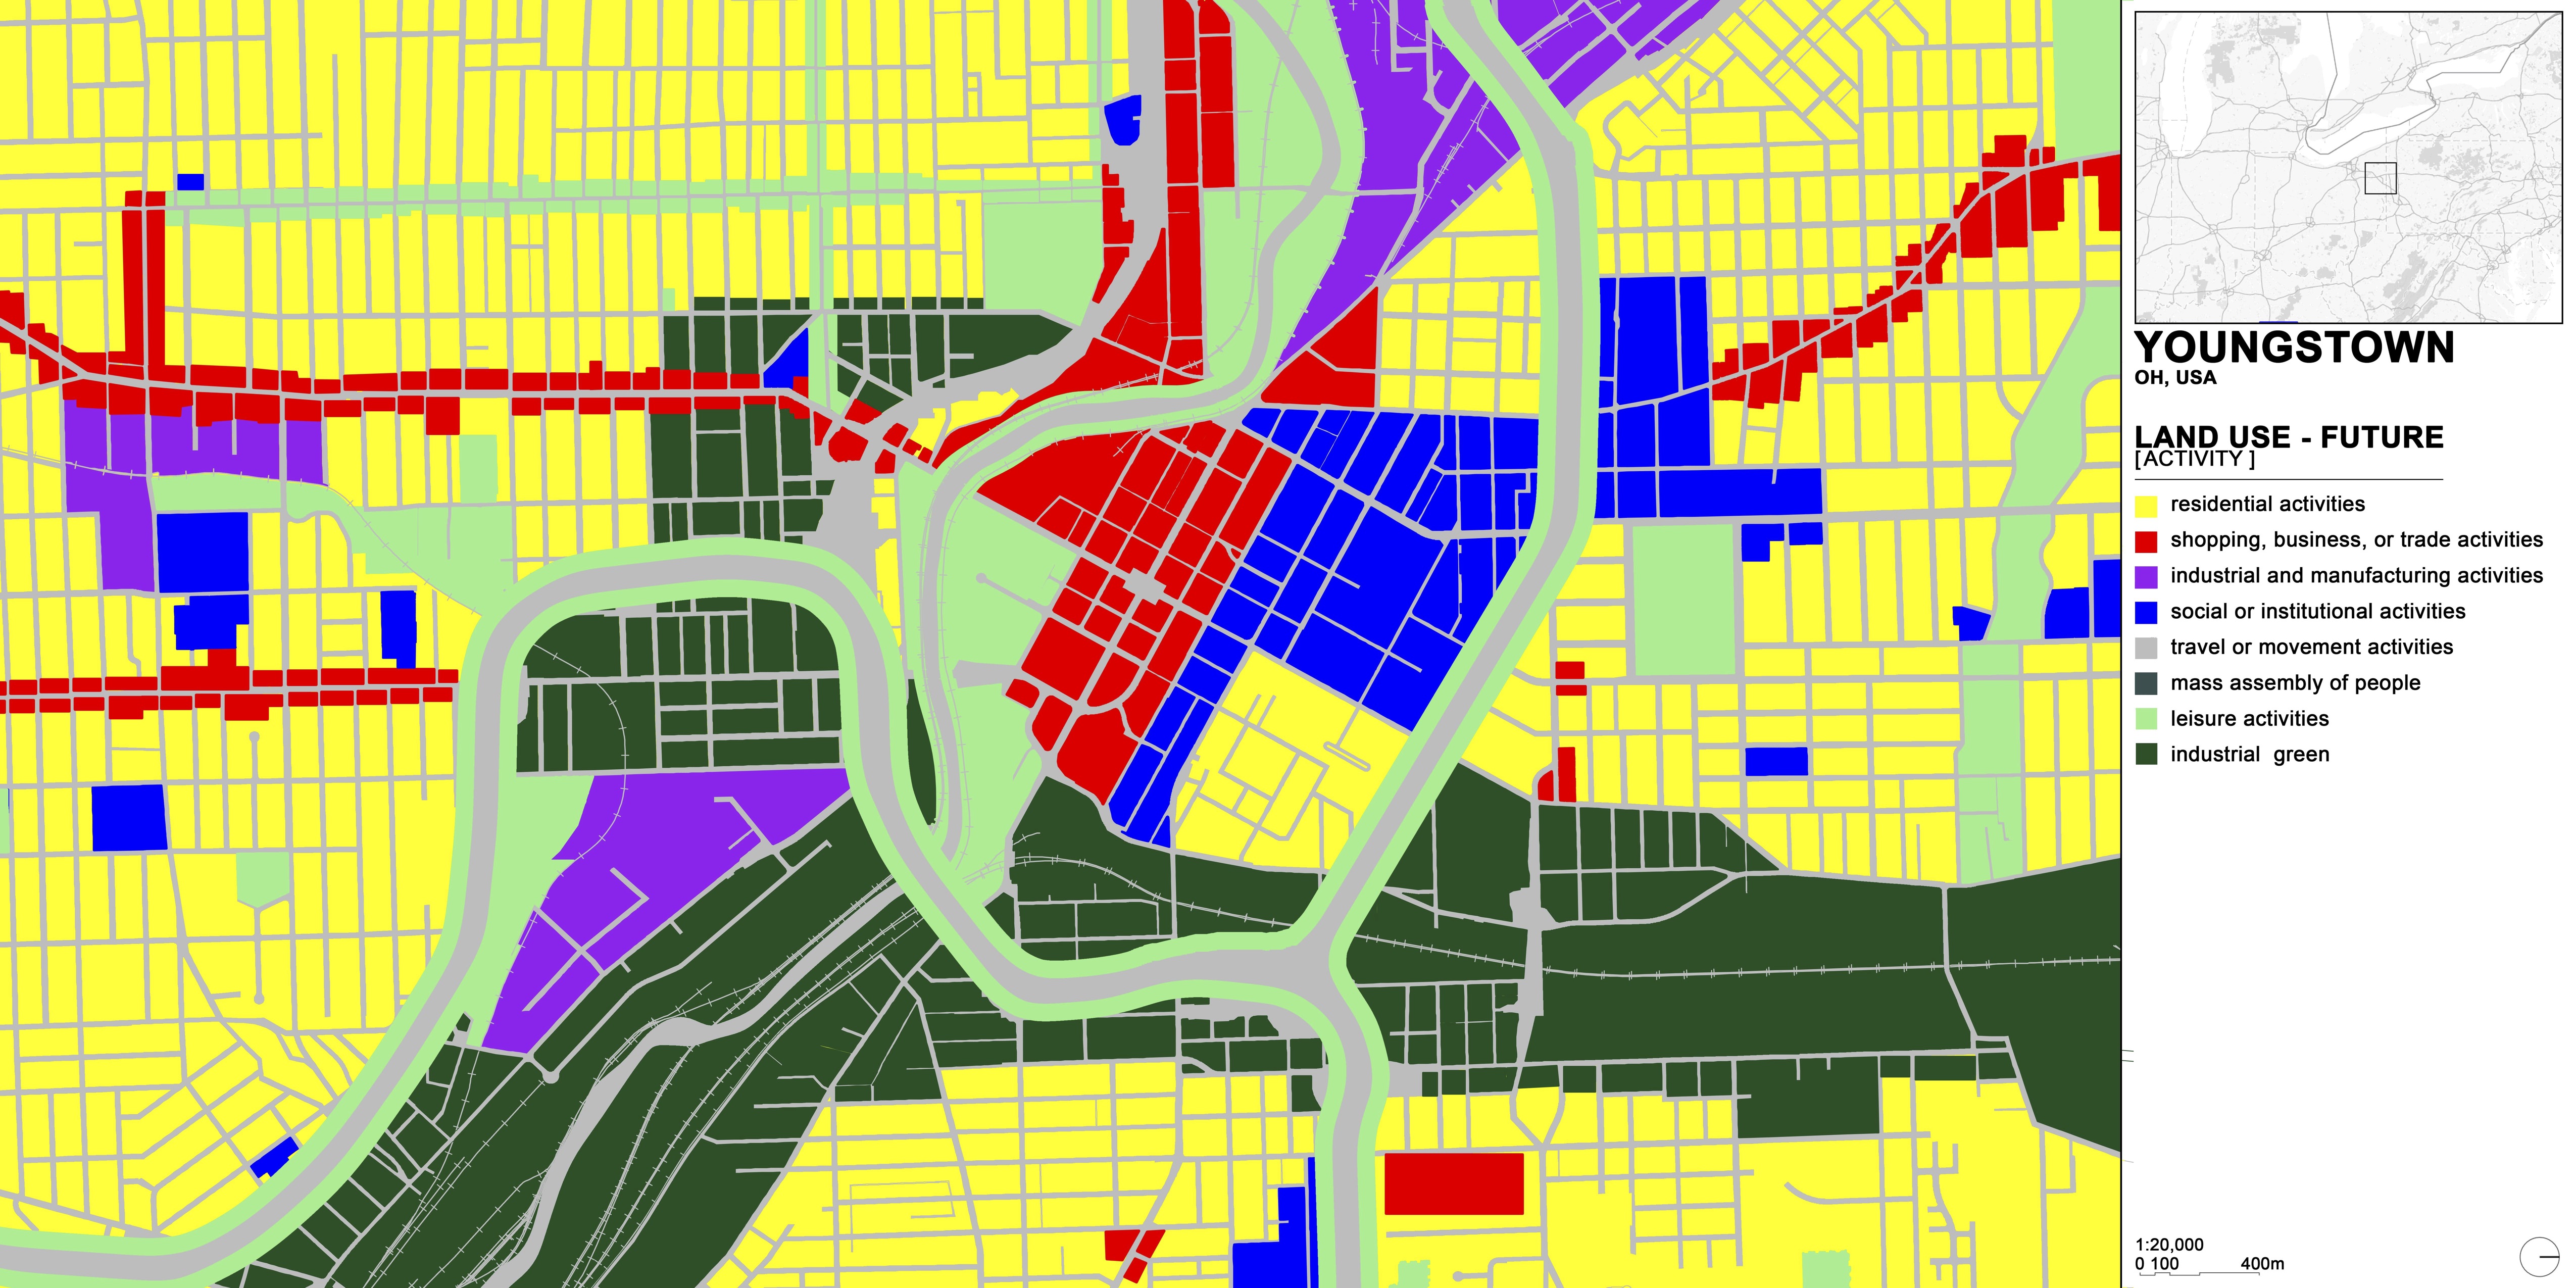 YOUNGSTOWN
OH, USA
LAND USE - FUTURE
[ACTIVITY ]
residential activities
shopping, business, or trade activities
industrial and manufacturing activities
social or institutional activities
travel or movement activities
mass assembly of people
leisure activities
industrial green
1:20,000
0 100 400m